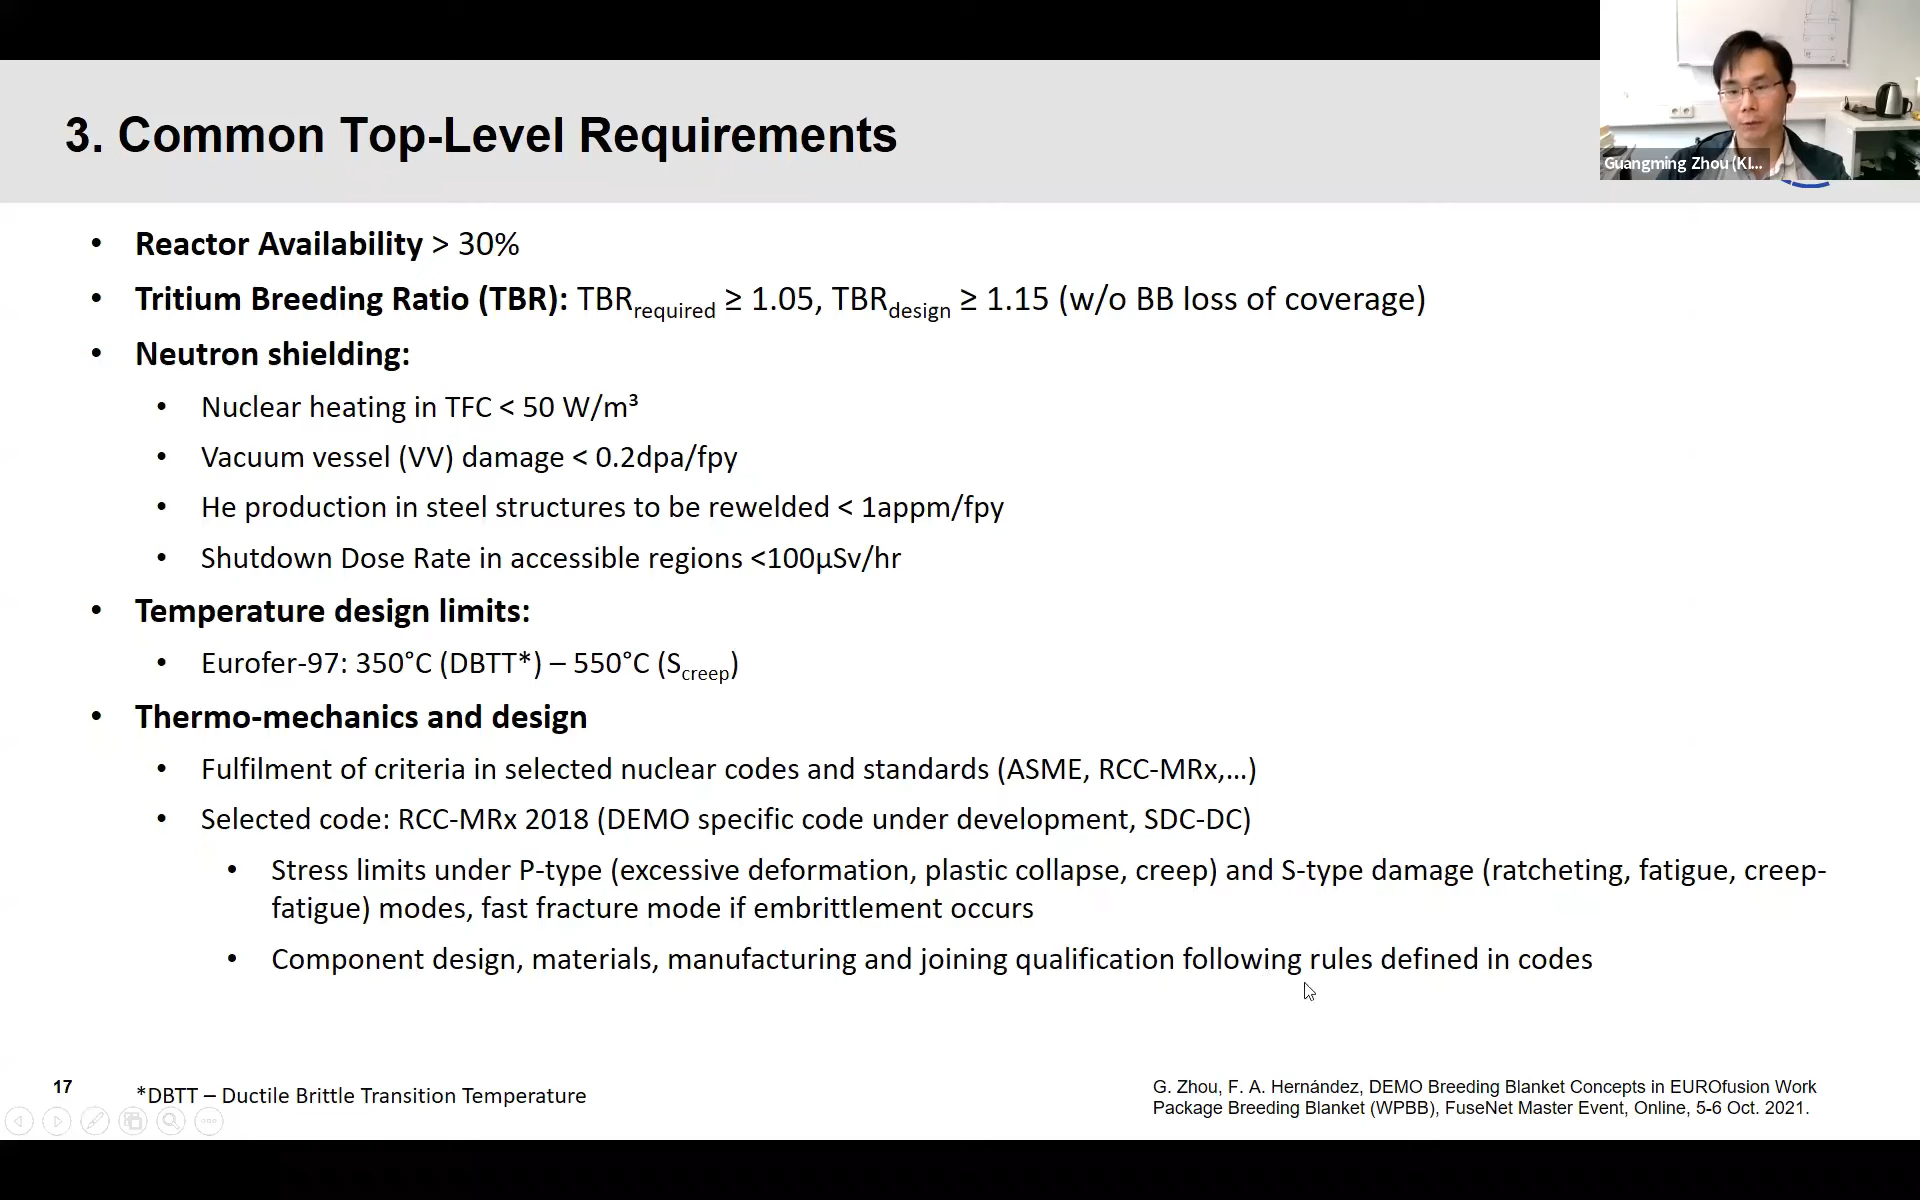 3. Common Top-Level Requirements
Guangming Zhou (KI...
• Reactor Availability > 30%
• Tritium Breeding Ratio (TBR): TBRrequired ≥ 1.05, TBRdesign ≥ 1.15 (w/o BB loss of coverage)
• Neutron shielding:
• Nuclear heating in TFC < 50 W/m³
• Vacuum vessel (VV) damage < 0.2dpa/fpy
• He production in steel structures to be rewelded < 1appm/fpy
• Shutdown Dose Rate in accessible regions <100µSv/hr
• Temperature design limits:
• Eurofer-97: 350°C (DBTT*) – 550°C (Screep)
• Thermo-mechanics and design
• Fulfilment of criteria in selected nuclear codes and standards (ASME, RCC-MRx,...)
• Selected code: RCC-MRx 2018 (DEMO specific code under development, SDC-DC)
• Stress limits under P-type (excessive deformation, plastic collapse, creep) and S-type damage (ratcheting, fatigue, creep-
fatigue) modes, fast fracture mode if embrittlement occurs
• Component design, materials, manufacturing and joining qualification following rules defined in codes
17
*DBTT – Ductile Brittle Transition Temperature
G. Zhou, F. A. Hernández, DEMO Breeding Blanket Concepts in EUROfusion Work
Package Breeding Blanket (WPBB), FuseNet Master Event, Online, 5-6 Oct. 2021.